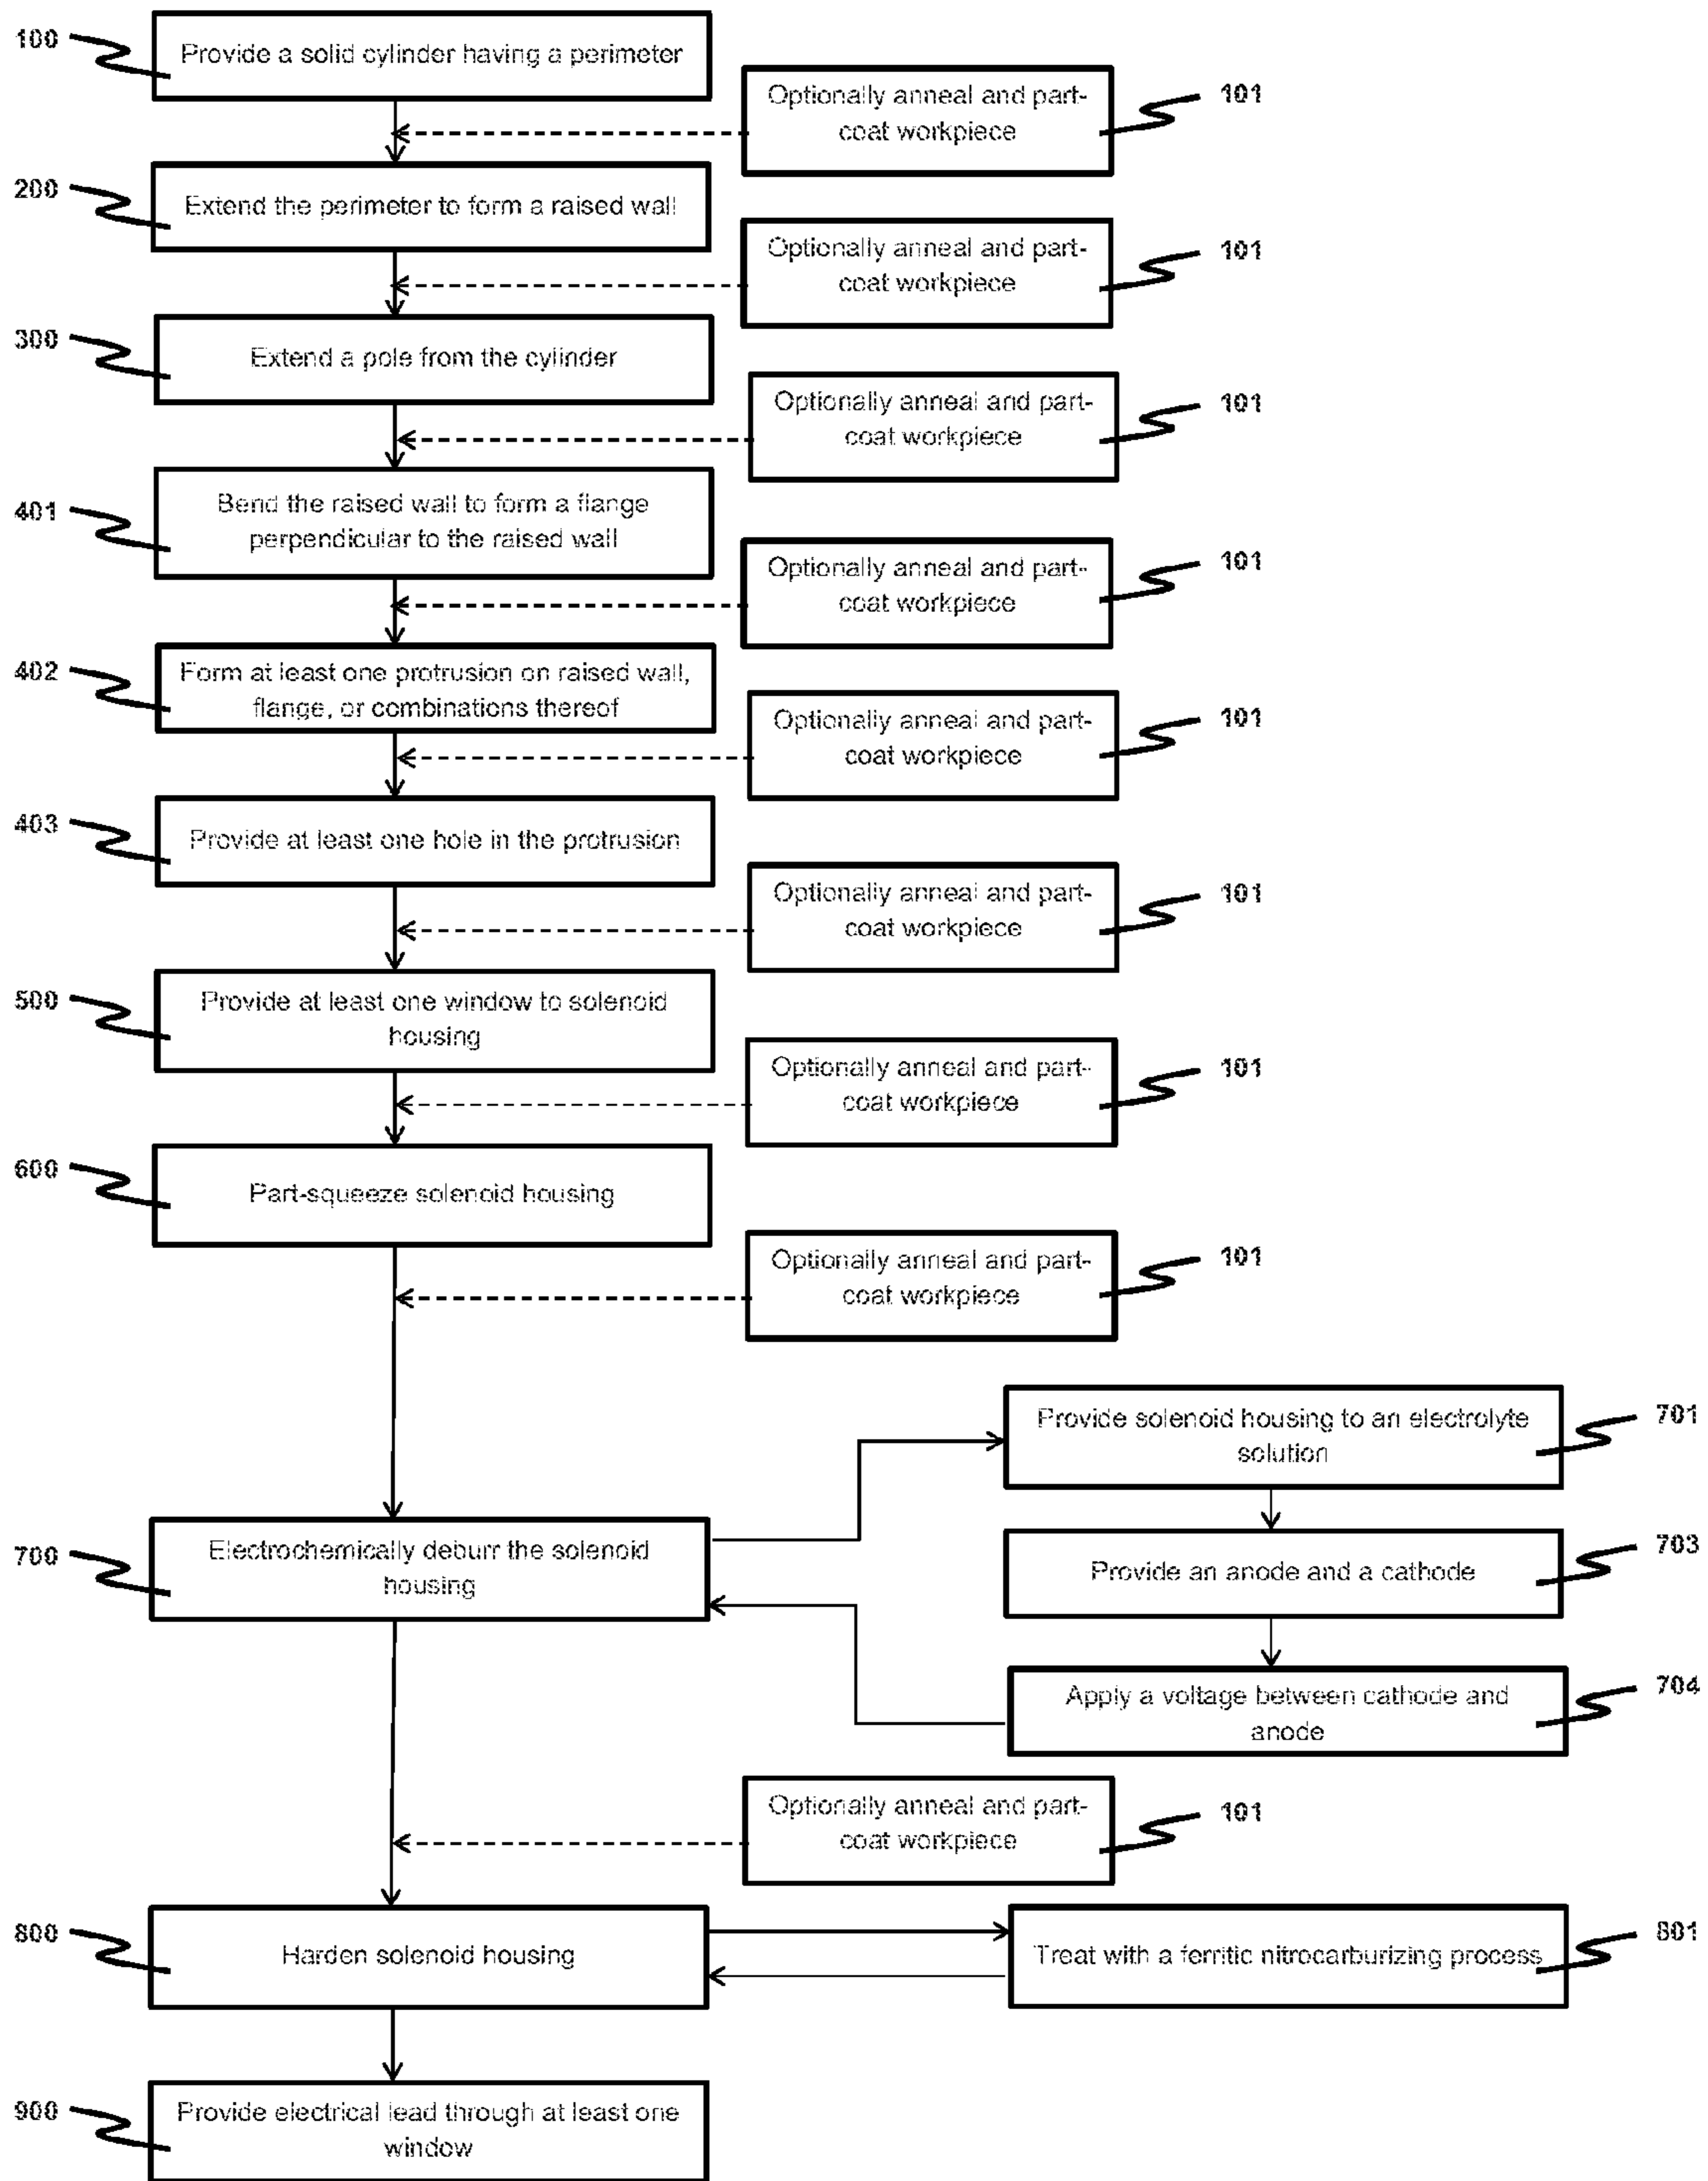 100
Provide a solid cylinder having a perimeter
Optionally anneal and part-
coat workpiece
101
200
Extend the perimeter to form a raised wall
Optionally anneal and part-
coat workpiece
101
300
Extend a pole from the cylinder
Optionally anneal and part-
coat workpiece
101
401
Bend the raised wall to form a flange
perpendicular to the raised wall
Optionally anneal and part-
coat workpiece
101
402
Form at least one protrusion on raised wall,
flange, or combinations thereof
Optionally anneal and part-
coat workpiece
101
403
Provide at least one hole in the protrusion
Optionally anneal and part-
coat workpiece
101
500
Provide at least one window to solenoid
housing
Optionally anneal and part-
coat workpiece
101
600
Part-squeeze solenoid housing
Optionally anneal and part-
coat workpiece
101
Provide solenoid housing to an electrolyte
solution
701
700
Electrochemically deburr the solenoid
housing
Provide an anode and a cathode
703
Apply a voltage between cathode and
anode
704
Optionally anneal and part-
coat workpiece
101
800
Harden solenoid housing
Treat with a ferritic nitrocarburizing process
801
900
Provide electrical lead through at least one
window